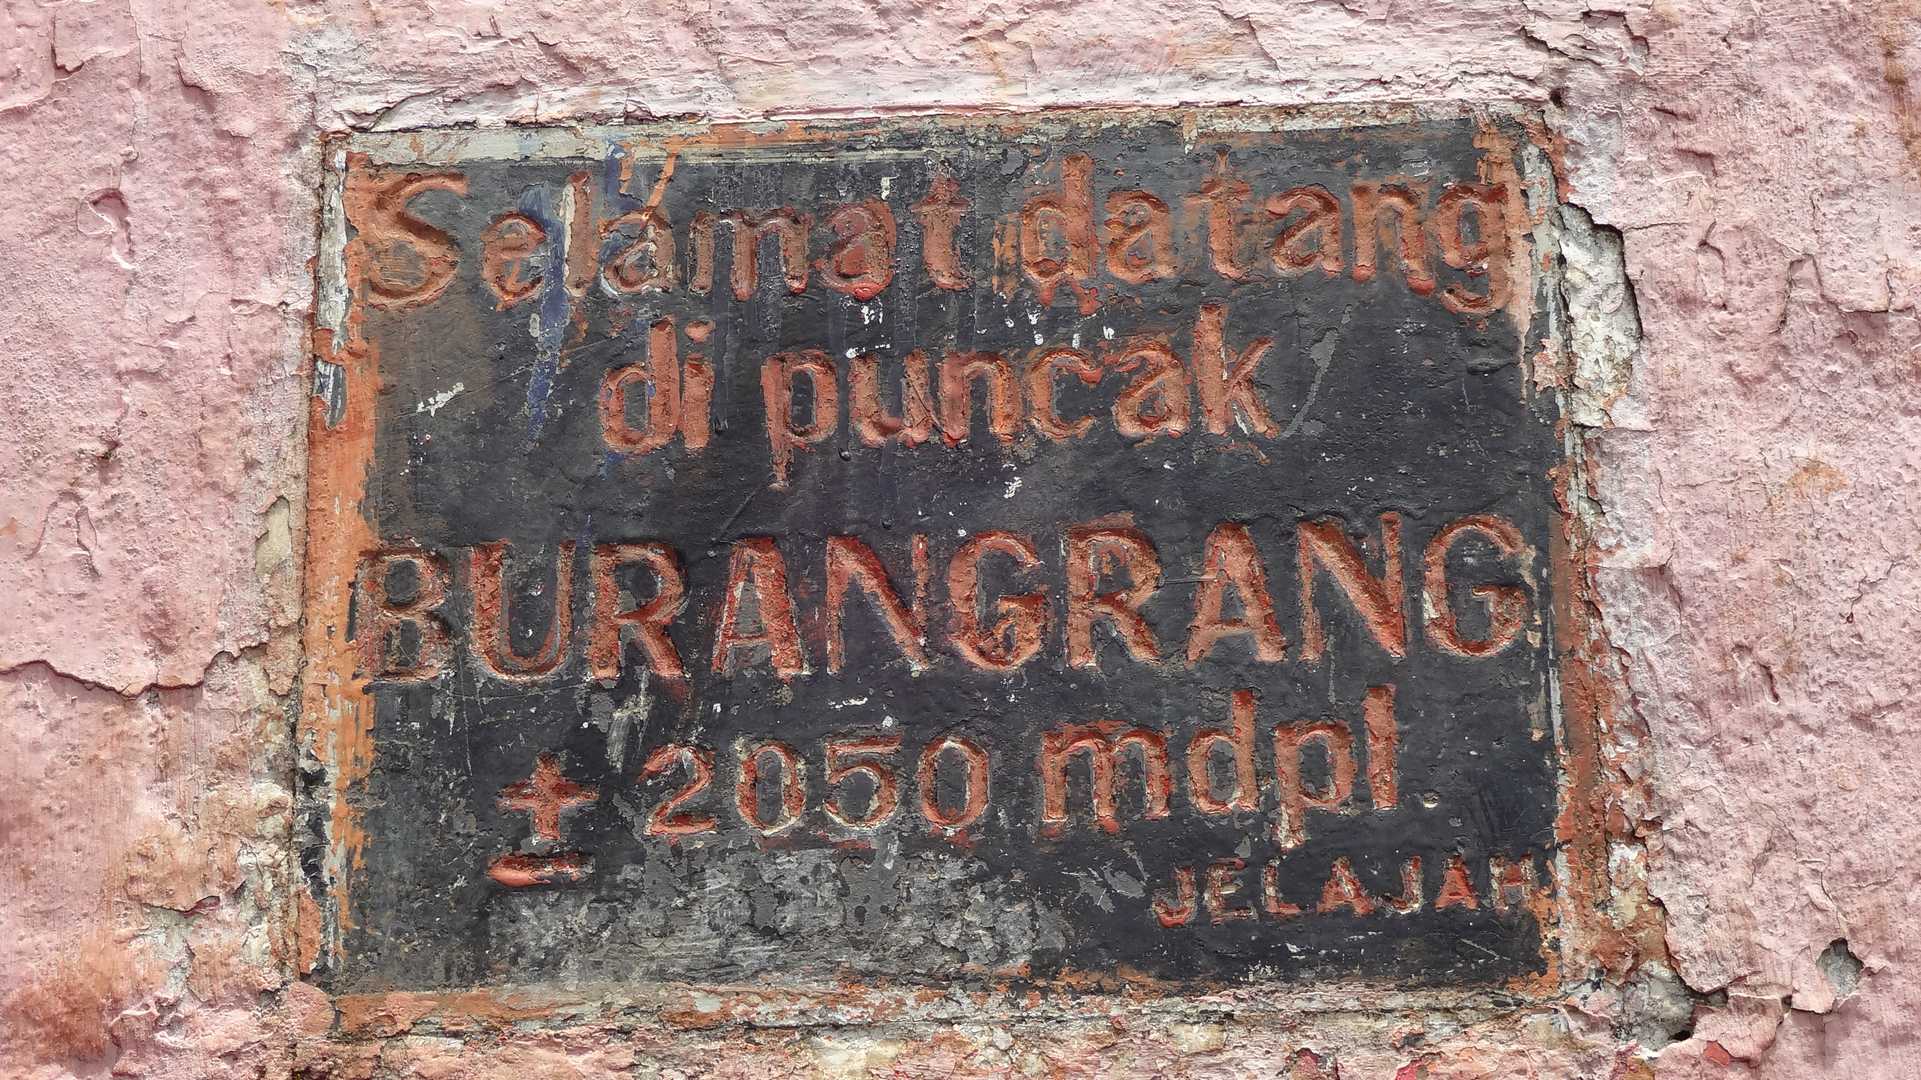 Selamat datang
di puncak
BURANGRANG
± 2050 mdpl.
JELAJAH